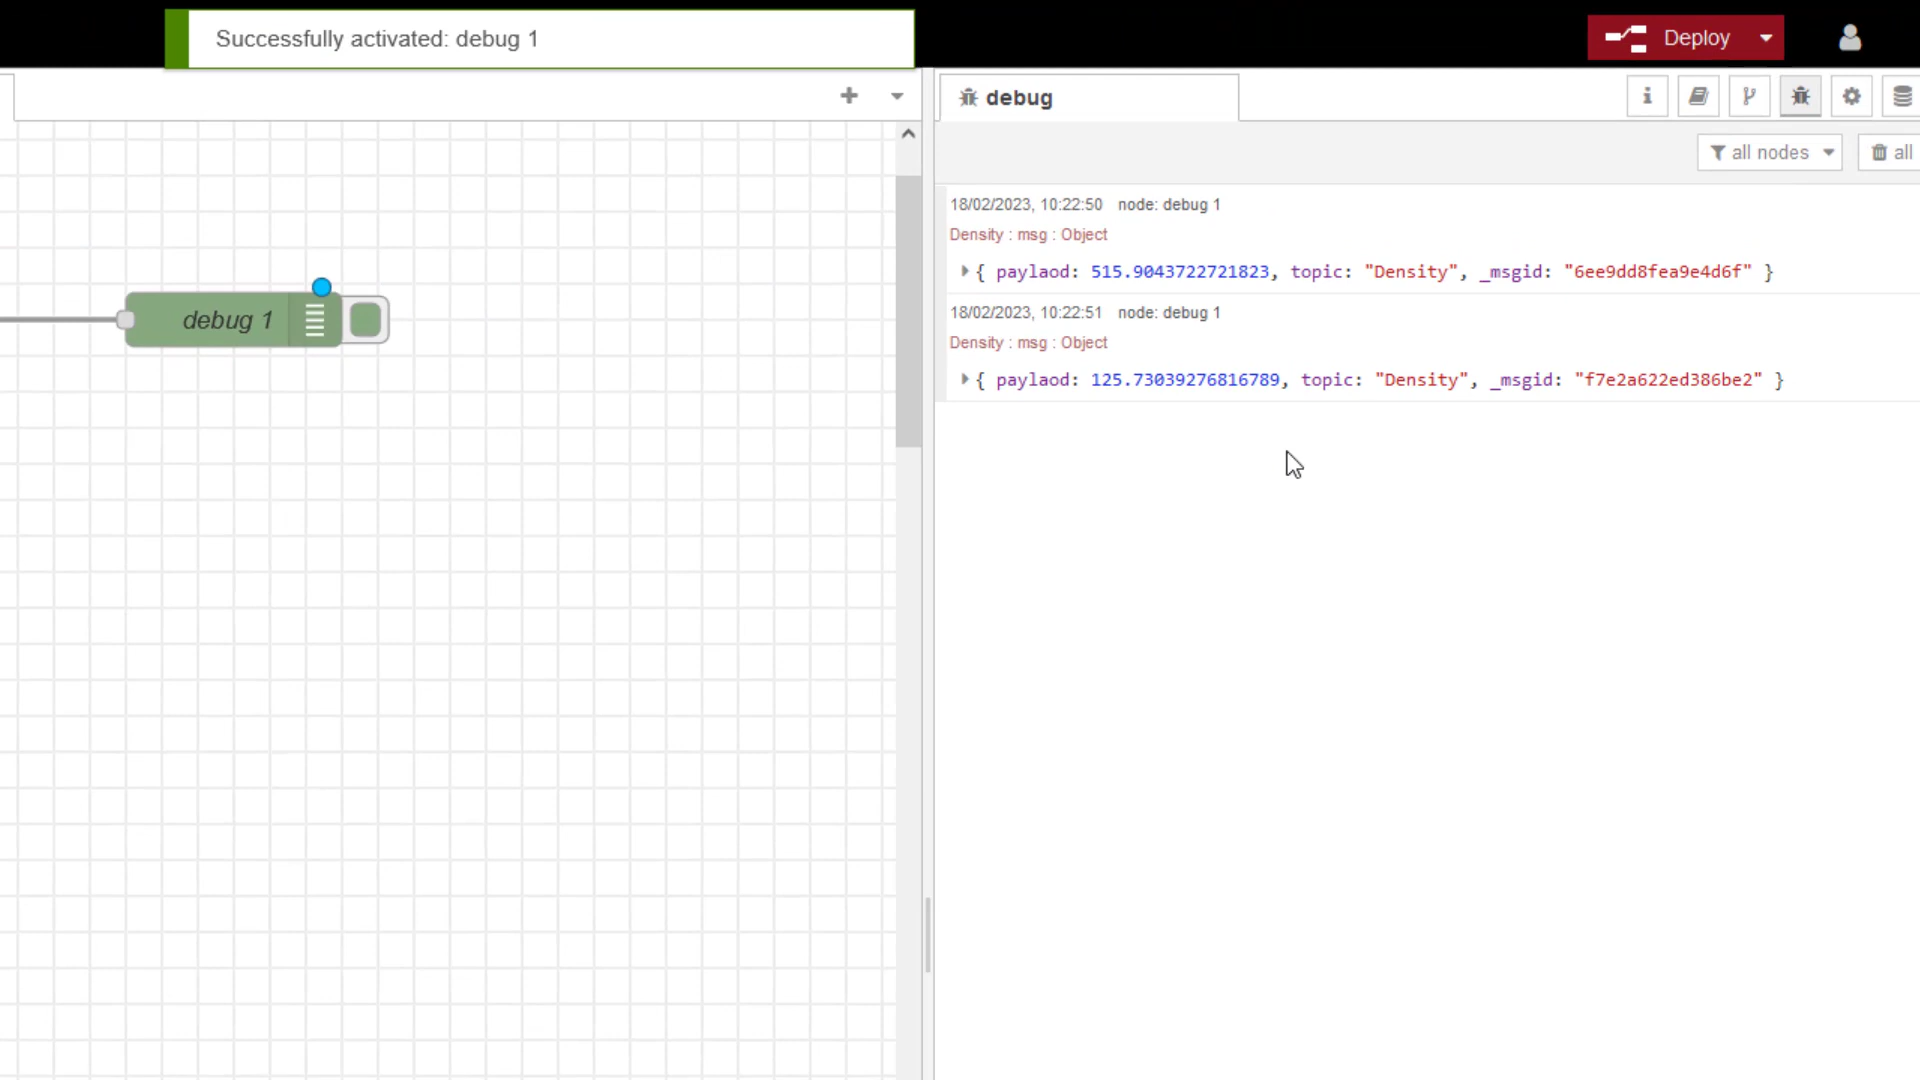 Successfully activated: debug 1
Deploy
debug
all nodes
all
18/02/2023, 10:22:50 node: debug 1
Density : msg : Object
{ paylaod: 515.9043722721823, topic: "Density", _msgid: "6ee9dd8fea9e4d6f" }
18/02/2023, 10:22:51 node: debug 1
Density : msg : Object
{ paylaod: 125.73039276816789, topic: "Density", _msgid: "f7e2a622ed386be2" }
debug 1